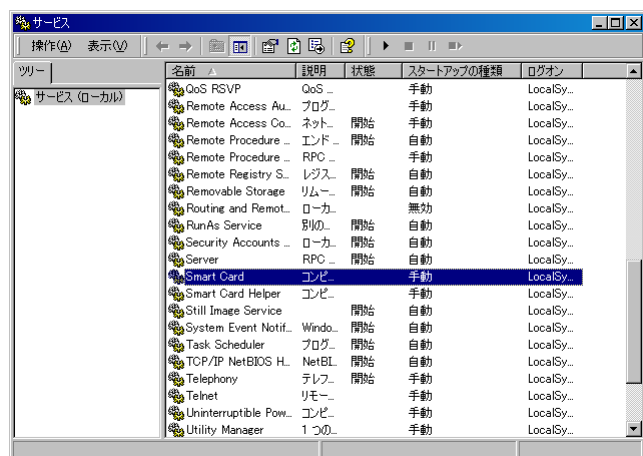 サービス
操作(A) 表示(V)
ツリー
サービス (ローカル)
名前 説明 状態 スタートアップの種類 ログオン
QoS RSVP QoS ... 手動 LocalSy...
Remote Access Au... プログ... 手動 LocalSy...
Remote Access Co... ネット... 開始 手動 LocalSy...
Remote Procedure ... エンド ... 開始 自動 LocalSy...
Remote Procedure ... RPC ... 手動 LocalSy...
Remote Registry S... レジス... 開始 自動 LocalSy...
Removable Storage リムー... 開始 自動 LocalSy...
Routing and Remot... ローカ... 無効 LocalSy...
RunAs Service 別の... 開始 自動 LocalSy...
Security Accounts ... ローカ... 開始 自動 LocalSy...
Server RPC ... 開始 自動 LocalSy...
Smart Card コンピ... 手動 LocalSy...
Smart Card Helper コンピ... 手動 LocalSy...
Still Image Service 開始 自動 LocalSy...
System Event Notif... Windo... 開始 自動 LocalSy...
Task Scheduler プログ... 開始 自動 LocalSy...
TCP/IP NetBIOS H... NetBI... 開始 自動 LocalSy...
Telephony テレフ... 開始 手動 LocalSy...
Telnet リモー... 手動 LocalSy...
Uninterruptible Pow... コンピ... 手動 LocalSy...
Utility Manager 1 つの... 手動 LocalSy...